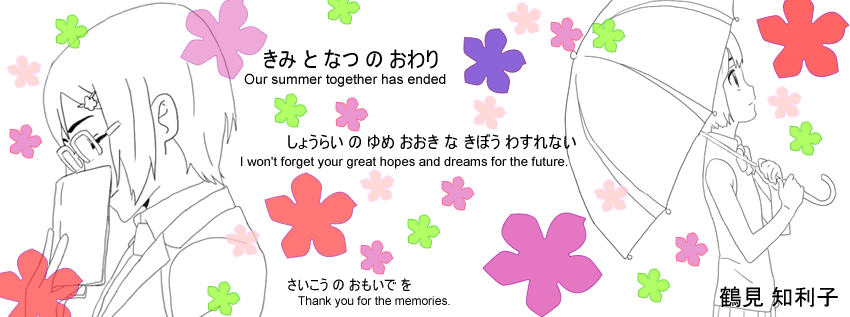 きみ と なつ の おわり
Our summer together has ended
しょうらい の ゆめ おおき な きぼう わすれない
I won't forget your great hopes and dreams for the future.
さいこう の おもいで を
Thank you for the memories.
鶴見 知利子